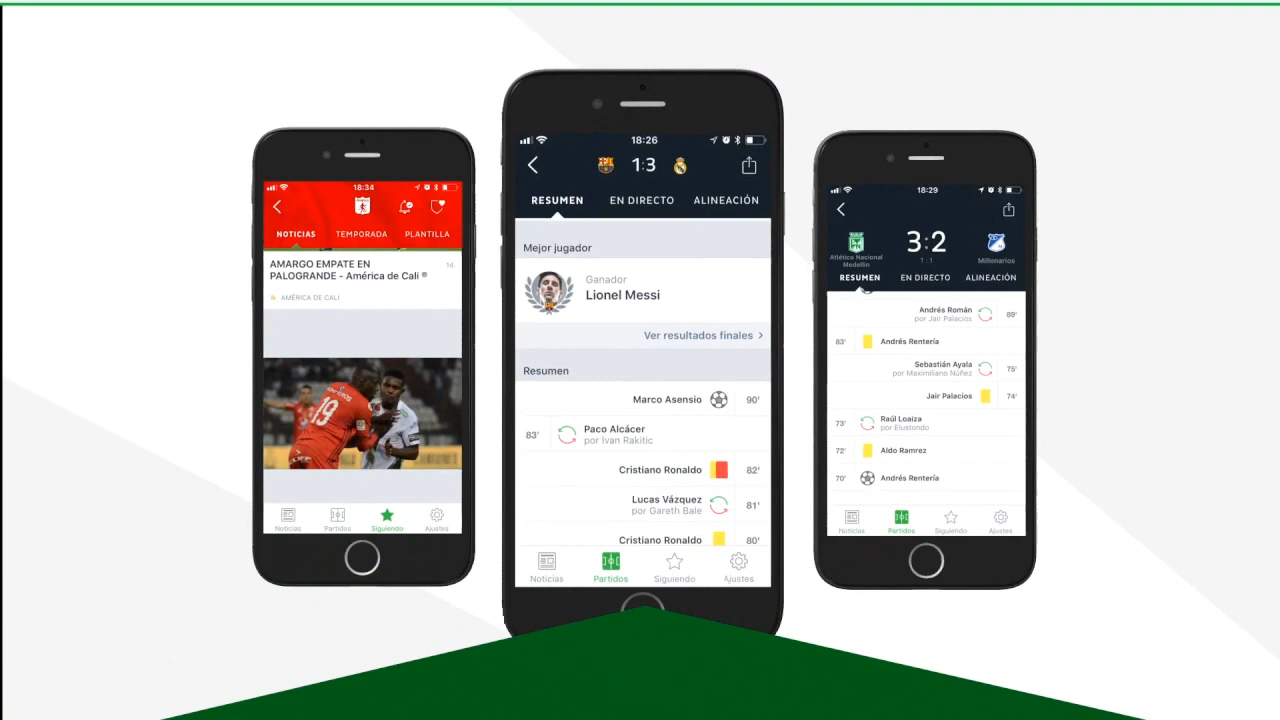 18:34
NOTICIAS
TEMPORADA
PLANTILLA
AMARGO EMPATE EN
PALOGRANDE - América de Cali ®
1d
AMÉRICA DE CALI
19
Noticias
Partidos
Siguiendo
Ajustes
18:26
1:3
RESUMEN
EN DIRECTO
ALINEACIÓN
Mejor jugador
Ganador
Lionel Messi
Ver resultados finales >
Resumen
Marco Asensio 90'
83' Paco Alcácer
por Ivan Rakitic
Cristiano Ronaldo 82'
Lucas Vázquez
por Gareth Bale 81'
Cristiano Ronaldo 80'
Noticias
Partidos
Siguiendo
Ajustes
18:29
3:2
1:1
Atlético Nacional
Medellín
Millonarios
RESUMEN
EN DIRECTO
ALINEACIÓN
Andrés Román
por Jair Palacios 89'
83' Andrés Rentería
Sebastián Ayala
por Maximiliano Núñez 75'
Jair Palacios 74'
73' Raúl Loaiza
por Elustondo
72' Aldo Ramrez
70' Andrés Rentería
Noticias
Partidos
Siguiendo
Ajustes